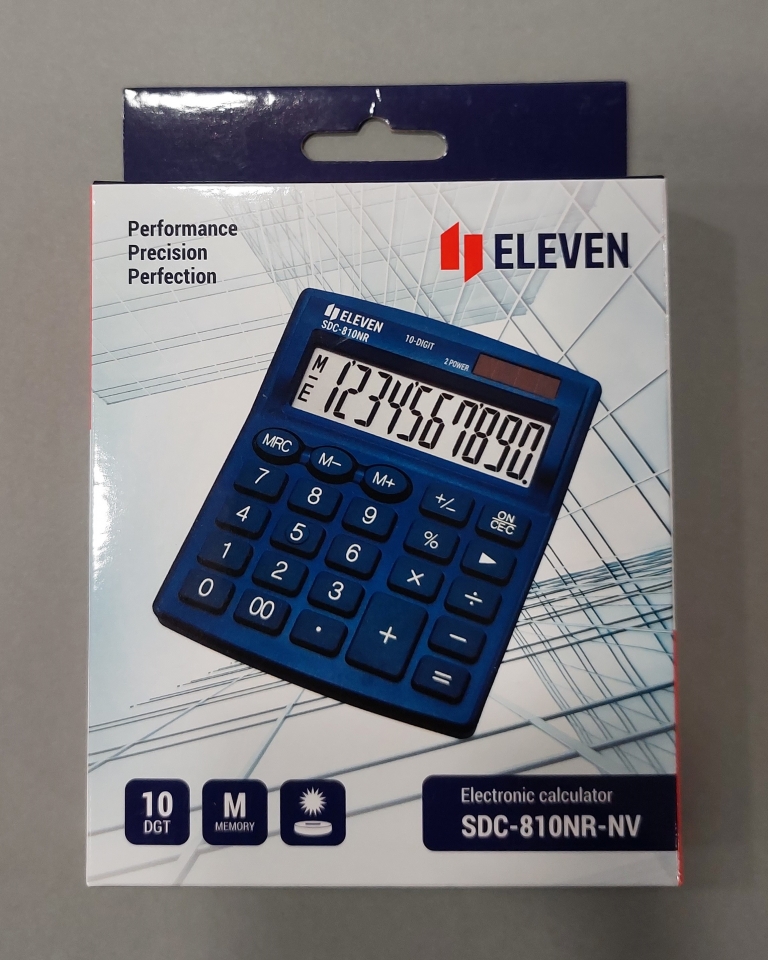 Performance
Precision
Perfection
ELEVEN
ELEVEN
SDC-810NR
10-DIGIT
2 POWER
M
–
E
1234567890.
MRC M– M+
7 8 9 +/– ON
CE·C
4 5 6 % ▶
1 2 3 × ÷
0 00 . + –
=
10
DGT
M
MEMORY
Electronic calculator
SDC-810NR-NV